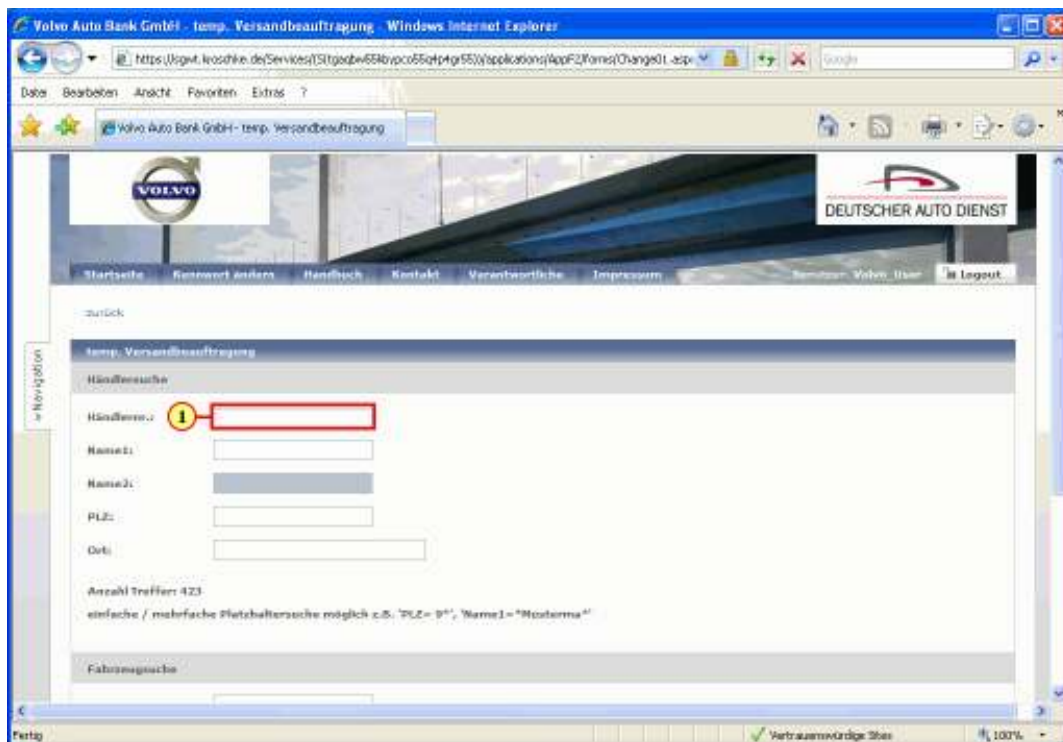 Volvo Auto Bank GmbH - temp. Versandbeauftragung - Windows Internet Explorer
Google
Datei Bearbeiten Ansicht Favoriten Extras ?
Volvo Auto Bank GmbH - temp. Versandbeauftragung
VOLVO
DEUTSCHER AUTO DIENST
Startseite Kennwort ändern Handbuch Kontakt Verantwortliche Impressum Benutzer: Volvo_User Logout
zurück
» Navigation
temp. Versandbeauftragung
Händlersuche
Händlernr.: 1
Name1:
Name2:
PLZ:
Ort:
Anzahl Treffer: 423
einfache / mehrfache Platzhaltersuche möglich z.B. 'PLZ= 9*', 'Name1=*Musterma*'
Fahrzeugsuche
Fertig Vertrauenswürdige Sites 100%